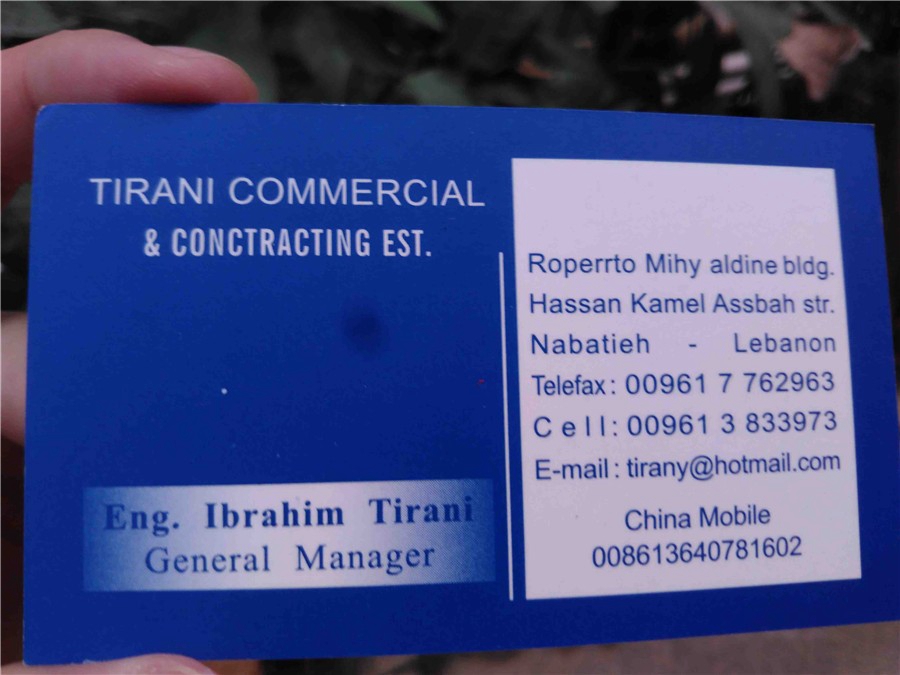 TIRANI COMMERCIAL
& CONCTRACTING EST.
Eng. Ibrahim Tirani
General Manager
Roperrto Mihy aldine bldg.
Hassan Kamel Assbah str.
Nabatieh - Lebanon
Telefax : 00961 7 762963
Cell : 00961 3 833973
E-mail : tirany@hotmail.com
China Mobile
008613640781602